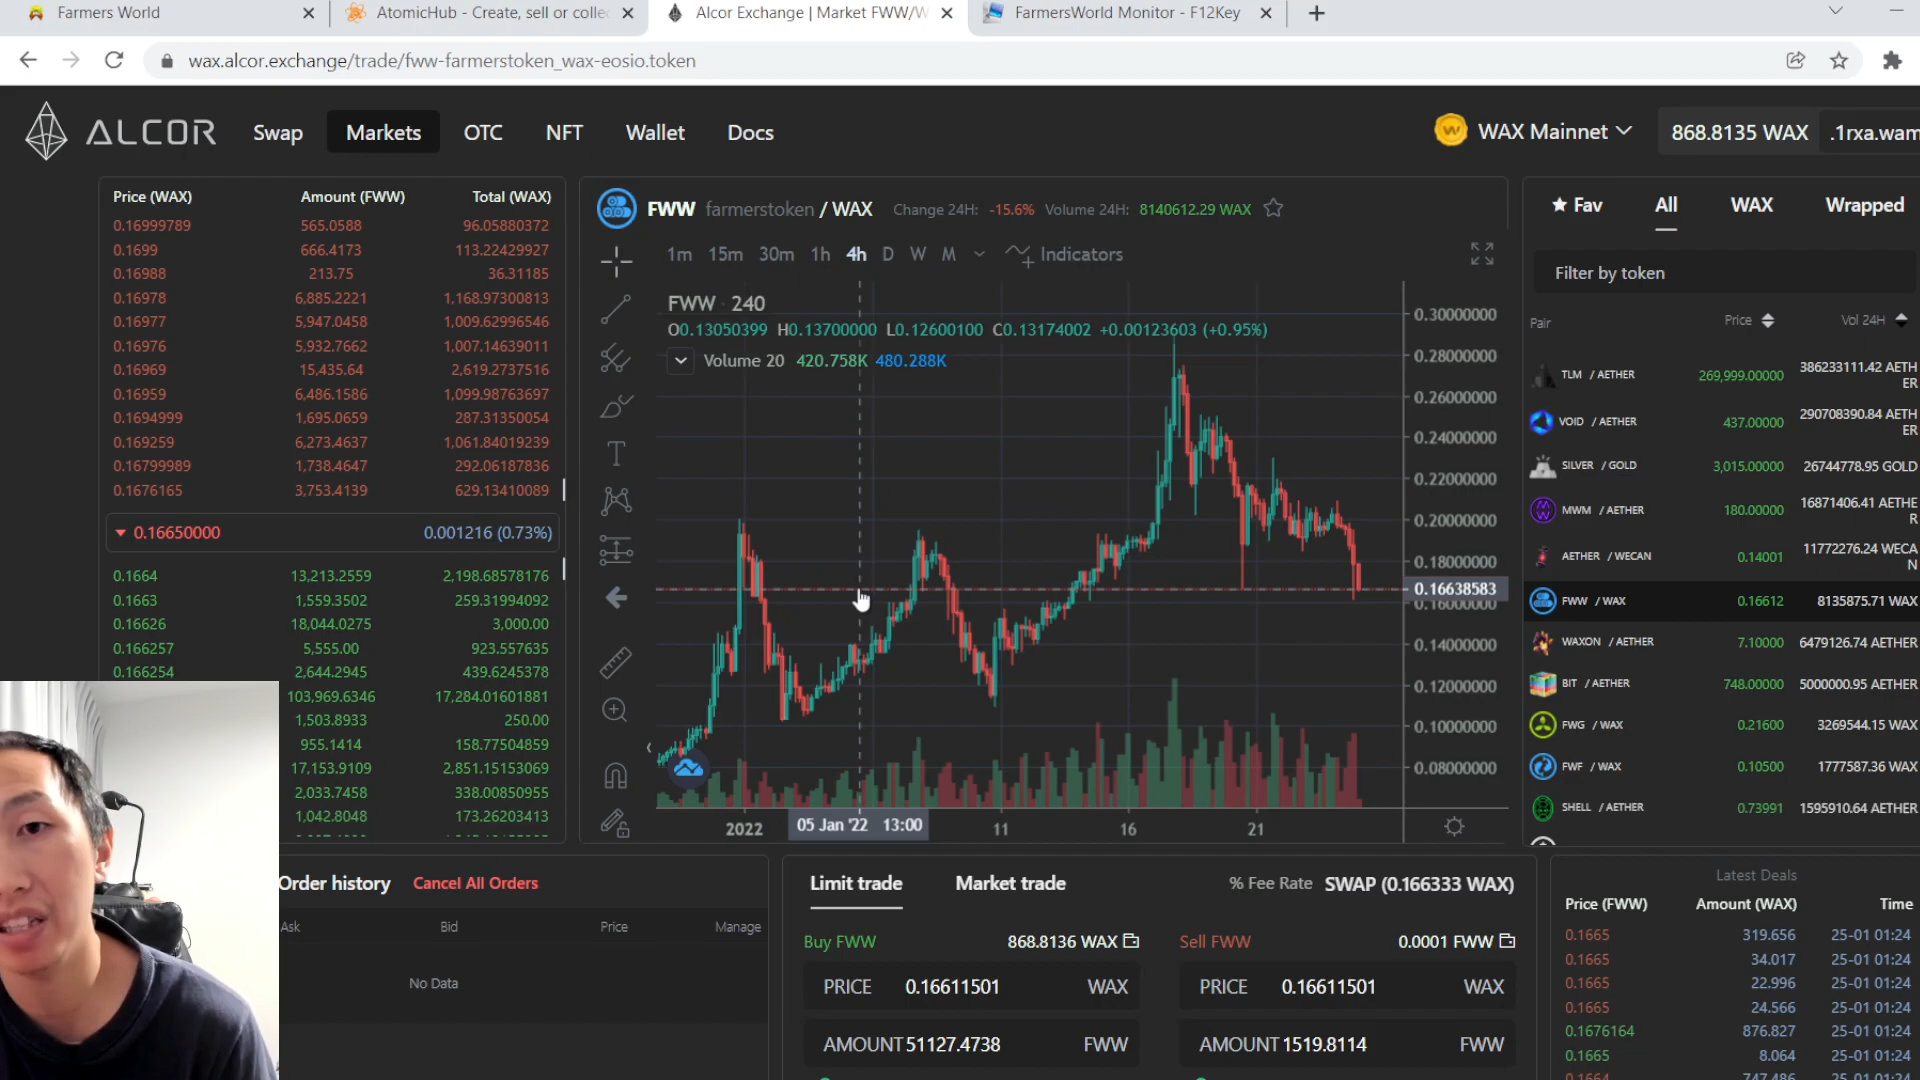 Farmers World
AtomicHub - Create, sell or colle
Alcor Exchange | Market FWW/W
FarmersWorld Monitor - F12Key
wax.alcor.exchange/trade/fww-farmerstoken_wax-eosio.token
ALCOR Swap Markets OTC NFT Wallet Docs WAX Mainnet 868.8135 WAX .1rxa.wam
Price (WAX) Amount (FWW) Total (WAX)
0.16999789 565.0588 96.05880372
0.1699 666.4173 113.22429927
0.16988 213.75 36.31185
0.16978 6,885.2221 1,168.97300813
0.16977 5,947.0458 1,009.62996546
0.16976 5,932.7662 1,007.14639011
0.16969 15,435.64 2,619.2737516
0.16959 6,486.1586 1,099.98763697
0.1694999 1,695.0659 287.31350054
0.169259 6,273.4637 1,061.84019239
0.16799989 1,738.4647 292.06187836
0.1676165 3,753.4139 629.13410089
0.16650000 0.001216 (0.73%)
0.1664 13,213.2559 2,198.68578176
0.1663 1,559.3502 259.31994092
0.16626 18,044.0275 3,000.00
0.166257 5,555.00 923.557635
0.166254 2,644.2945 439.6245378
103,969.6346 17,284.01601881
1,503.8933 250.00
955.1414 158.77504859
17,153.9109 2,851.15153069
2,033.7458 338.00850955
1,042.8048 173.26203413
FWW farmerstoken / WAX Change 24H: -15.6% Volume 24H: 8140612.29 WAX
1m 15m 30m 1h 4h D W M Indicators
FWW · 240
O0.13050399 H0.13700000 L0.12600100 C0.13174002 +0.00123603 (+0.95%)
Volume 20 420.758K 480.288K
0.30000000
0.28000000
0.26000000
0.24000000
0.22000000
0.20000000
0.18000000
0.16638583
0.16000000
0.14000000
0.12000000
0.10000000
0.08000000
2022 05 Jan '22 13:00 11 16 21
Fav All WAX Wrapped
Filter by token
Pair Price Vol 24H
TLM / AETHER 269,999.00000 386233111.42 AETH
ER
VOID / AETHER 437.00000 290708390.84 AETH
ER
SILVER / GOLD 3,015.00000 26744778.95 GOLD
MWM / AETHER 180.00000 16871406.41 AETHE
R
AETHER / WECAN 0.14001 11772276.24 WECA
N
FWW / WAX 0.16612 8135875.71 WAX
WAXON / AETHER 7.10000 6479126.74 AETHER
BIT / AETHER 748.00000 5000000.95 AETHER
FWG / WAX 0.21600 3269544.15 WAX
FWF / WAX 0.10500 1777587.36 WAX
SHELL / AETHER 0.73991 1595910.64 AETHER
Order history Cancel All Orders
Ask Bid Price Manage
No Data
Limit trade Market trade % Fee Rate SWAP (0.166333 WAX)
Buy FWW 868.8136 WAX Sell FWW 0.0001 FWW
PRICE 0.16611501 WAX PRICE 0.16611501 WAX
AMOUNT 51127.4738 FWW AMOUNT 1519.8114 FWW
Latest Deals
Price (FWW) Amount (WAX) Time
0.1665 319.656 25-01 01:24
0.1665 34.017 25-01 01:24
0.1665 22.996 25-01 01:24
0.1665 24.566 25-01 01:24
0.1676164 876.827 25-01 01:24
0.1665 8.064 25-01 01:24
0.1664 747.486 25-01 01:24